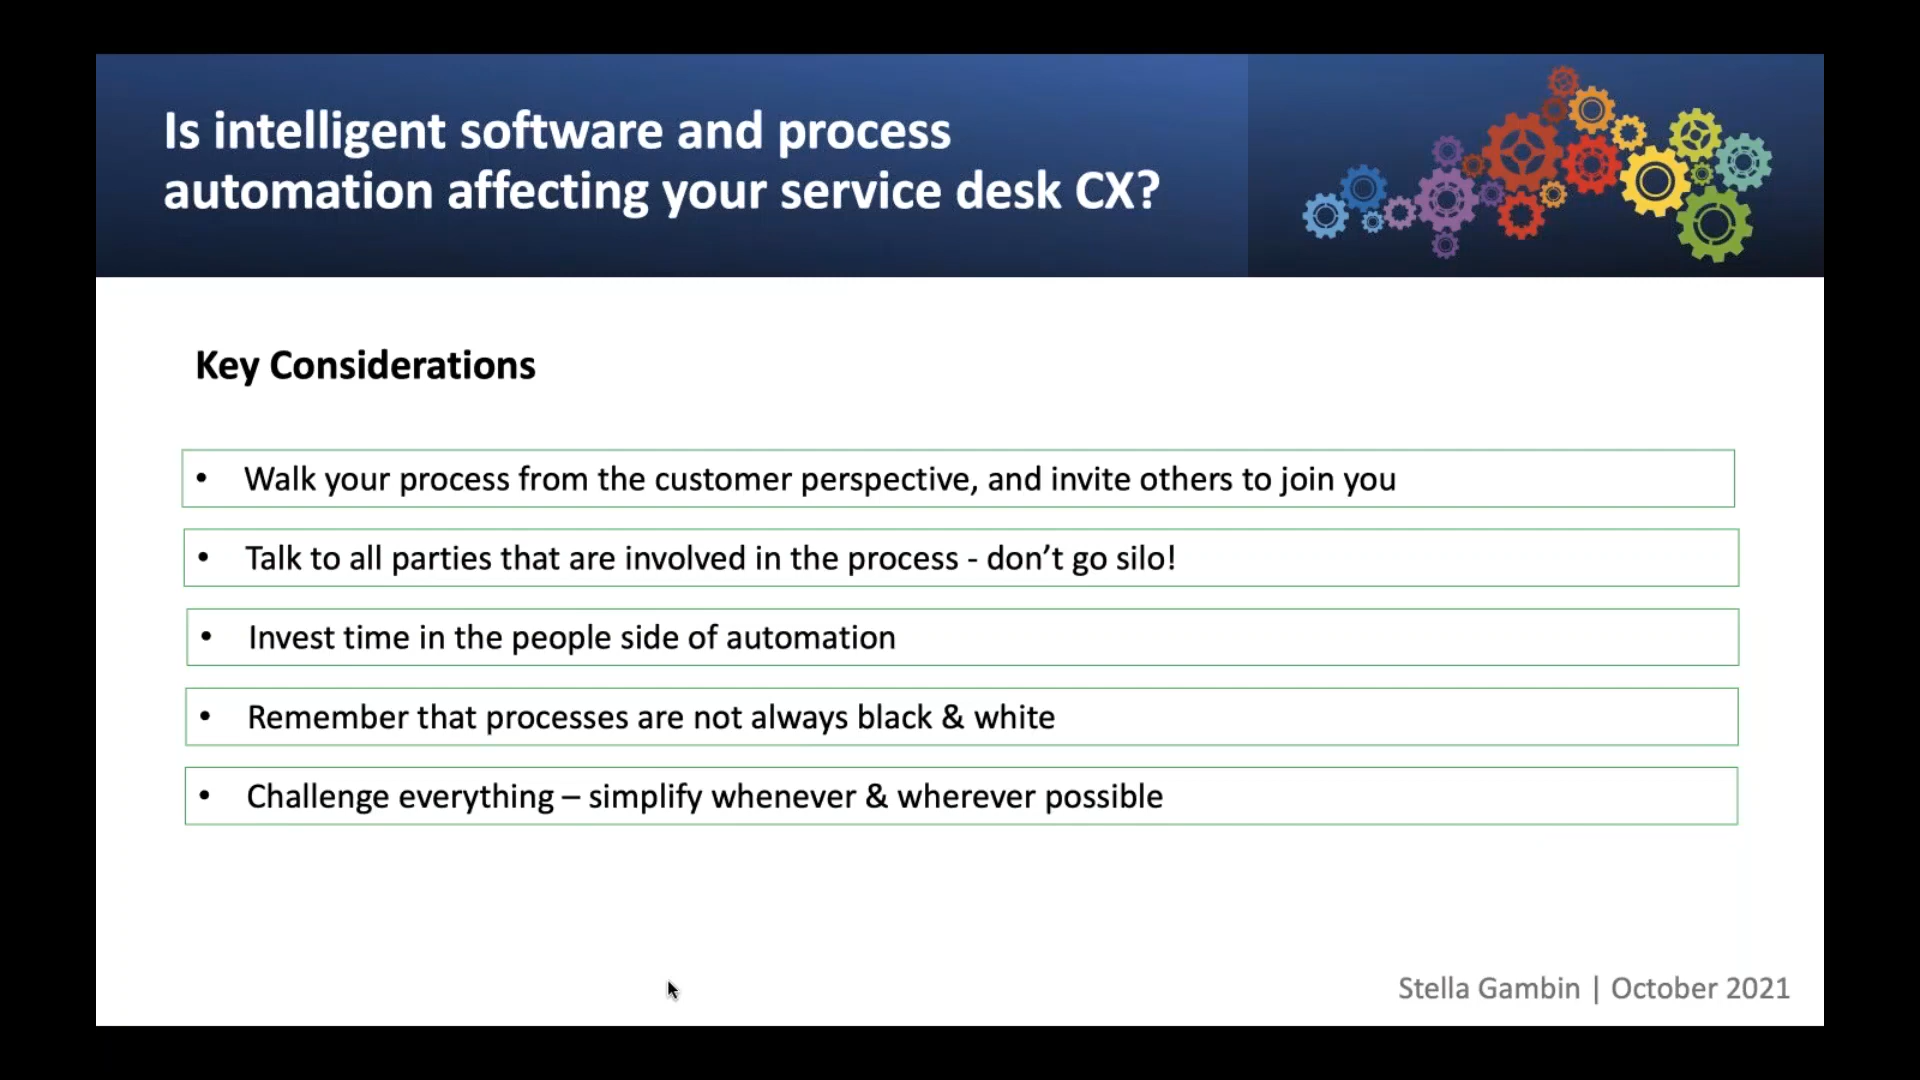 Is intelligent software and process
automation affecting your service desk CX?
Key Considerations
• Walk your process from the customer perspective, and invite others to join you
• Talk to all parties that are involved in the process - don’t go silo!
• Invest time in the people side of automation
• Remember that processes are not always black & white
• Challenge everything – simplify whenever & wherever possible
Stella Gambin | October 2021